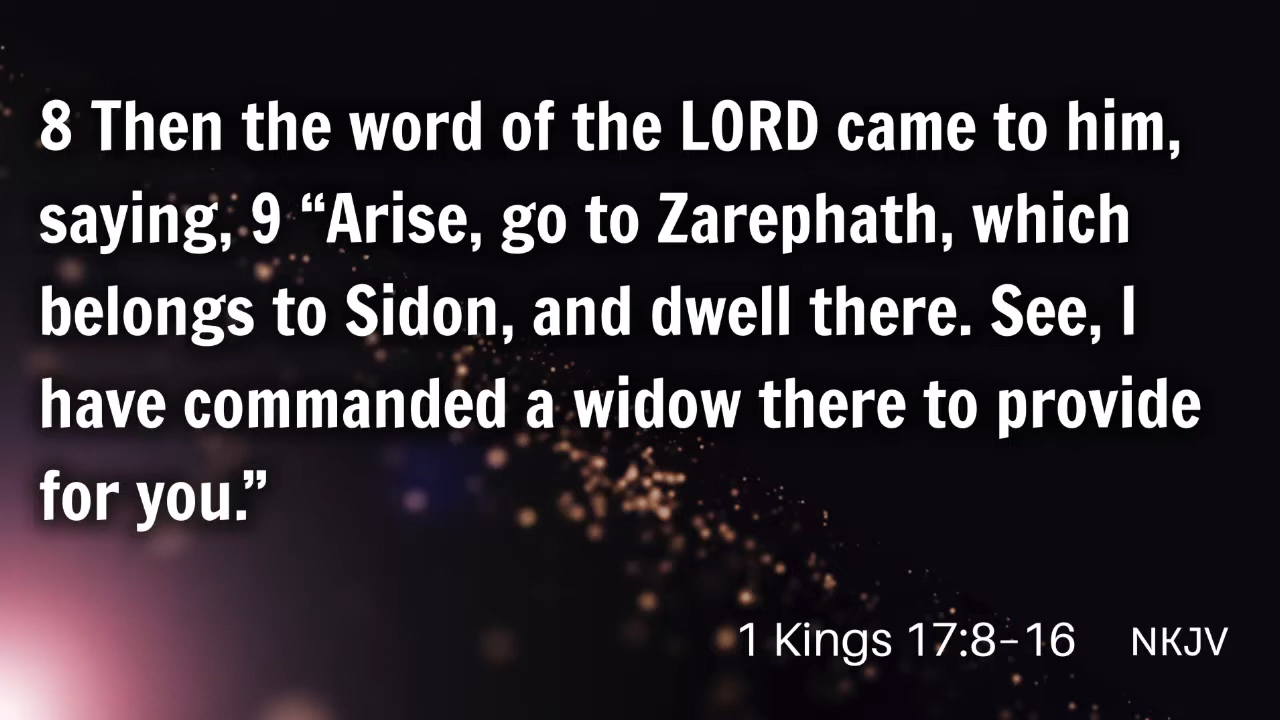 8 Then the word of the LORD came to him,
saying, 9 “Arise, go to Zarephath, which
belongs to Sidon, and dwell there. See, I
have commanded a widow there to provide
for you.”
1 Kings 17:8–16 NKJV